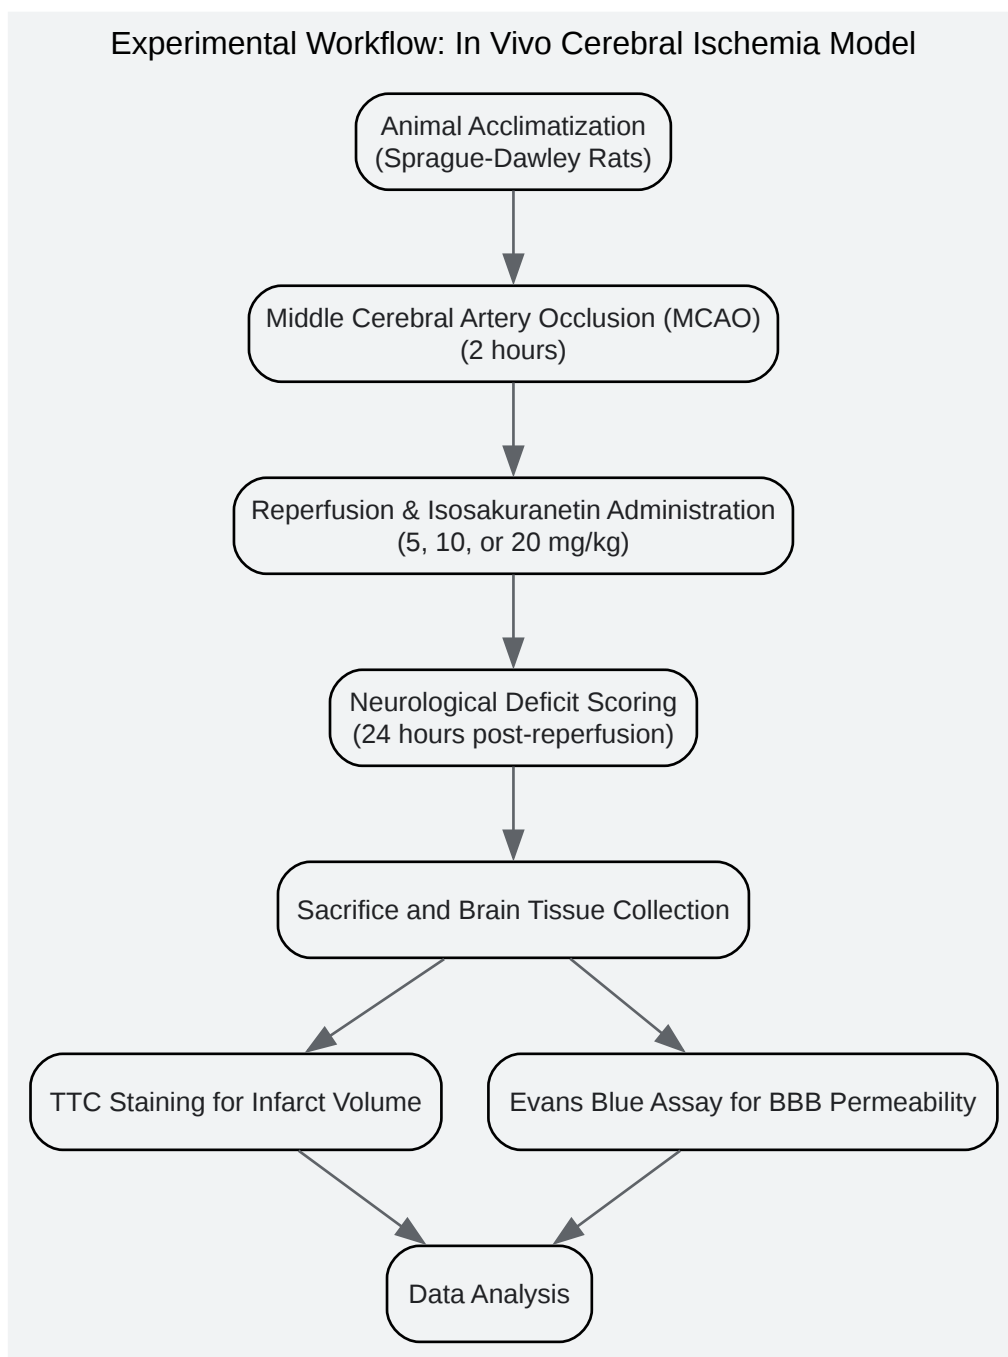 Experimental Workflow: In Vivo Cerebral Ischemia Model
Animal Acclimatization
(Sprague-Dawley Rats)
Middle Cerebral Artery Occlusion (MCAO)
(2 hours)
Reperfusion & Isosakuranetin Administration
(5, 10, or 20 mg/kg)
Neurological Deficit Scoring
(24 hours post-reperfusion)
Sacrifice and Brain Tissue Collection
TTC Staining for Infarct Volume
Evans Blue Assay for BBB Permeability
Data Analysis